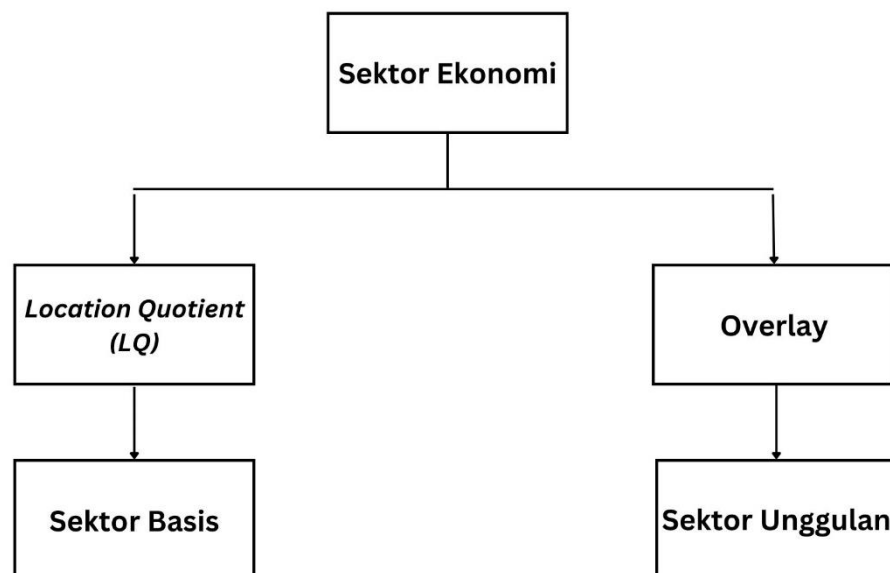 Sektor Ekonomi
Location Quotient
(LQ)
Overlay
Sektor Basis
Sektor Unggulan